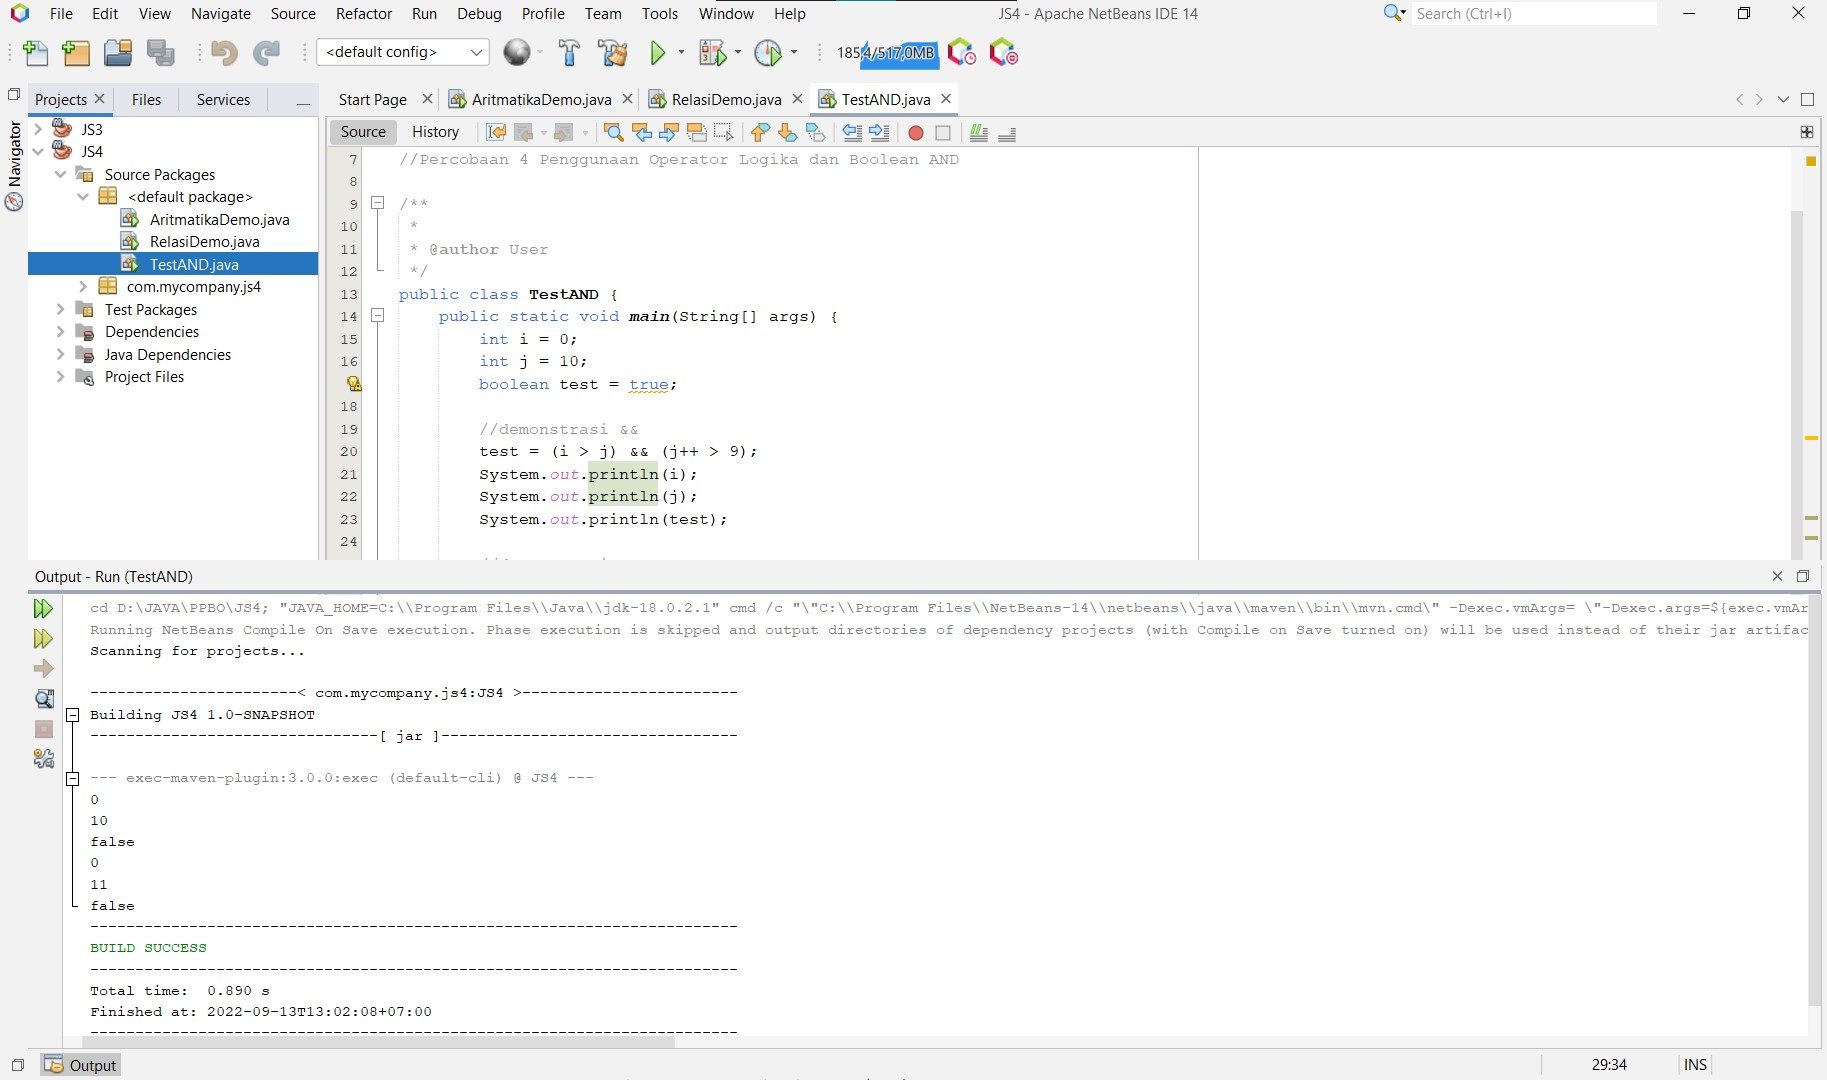 File Edit View Navigate Source Refactor Run Debug Profile Team Tools Window Help
JS4 - Apache NetBeans IDE 14
Search (Ctrl+I)
<default config>
185,4/517,0MB
Projects Files Services
Start Page AritmatikaDemo.java RelasiDemo.java TestAND.java
Navigator
Source History
JS3
JS4
Source Packages
<default package>
AritmatikaDemo.java
RelasiDemo.java
TestAND.java
com.mycompany.js4
Test Packages
Dependencies
Java Dependencies
Project Files
7 //Percobaan 4 Penggunaan Operator Logika dan Boolean AND
8
9 /**
10 *
11 * @author User
12 */
13 public class TestAND {
14 public static void main(String[] args) {
15 int i = 0;
16 int j = 10;
boolean test = true;
18
19 //demonstrasi &&
20 test = (i > j) && (j++ > 9);
21 System.out.println(i);
22 System.out.println(j);
23 System.out.println(test);
24
Output - Run (TestAND)
cd D:\JAVA\PPBO\JS4; "JAVA_HOME=C:\\Program Files\\Java\\jdk-18.0.2.1" cmd /c "\"C:\\Program Files\\NetBeans-14\\netbeans\\java\\maven\\bin\\mvn.cmd\" -Dexec.vmArgs= \"-Dexec.args=${exec.vmAr
Running NetBeans Compile On Save execution. Phase execution is skipped and output directories of dependency projects (with Compile on Save turned on) will be used instead of their jar artifac
Scanning for projects...
-----------------------< com.mycompany.js4:JS4 >------------------------
Building JS4 1.0-SNAPSHOT
--------------------------------[ jar ]---------------------------------
--- exec-maven-plugin:3.0.0:exec (default-cli) @ JS4 ---
0
10
false
0
11
false
------------------------------------------------------------------------
BUILD SUCCESS
------------------------------------------------------------------------
Total time:  0.890 s
Finished at: 2022-09-13T13:02:08+07:00
------------------------------------------------------------------------
Output
29:34 INS